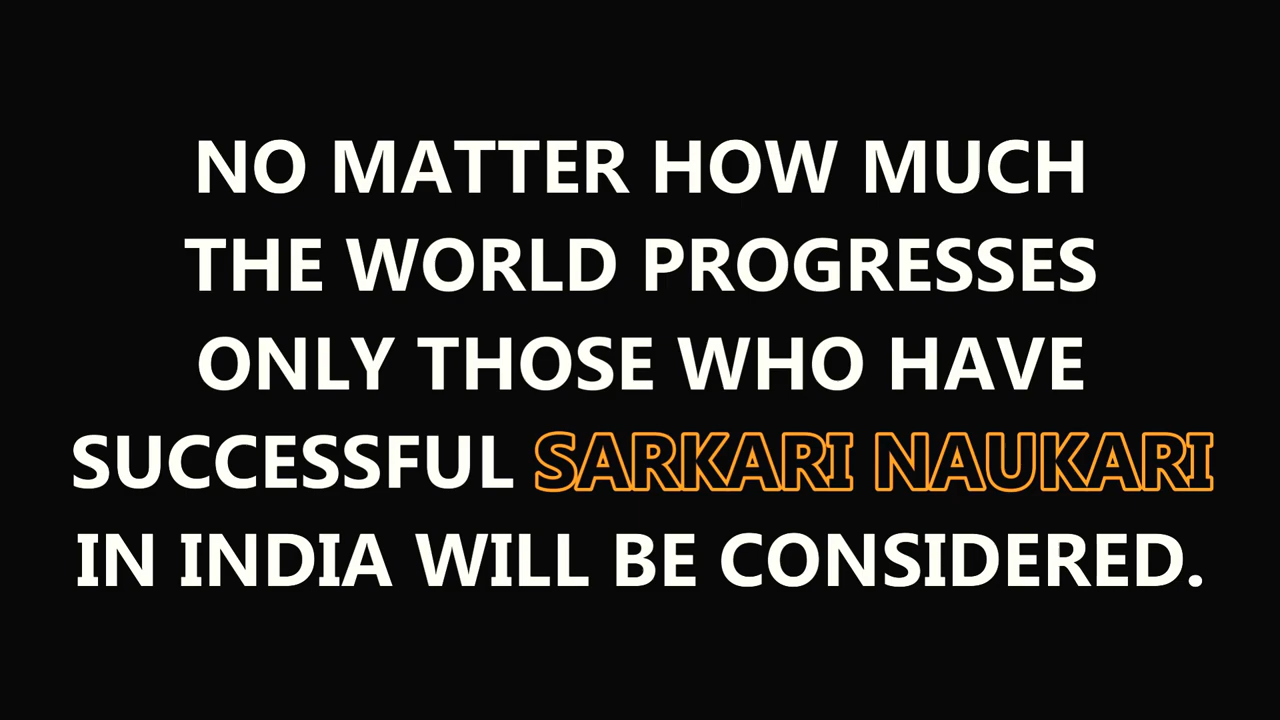 NO MATTER HOW MUCH
THE WORLD PROGRESSES
ONLY THOSE WHO HAVE
SUCCESSFUL SARKARI NAUKARI
IN INDIA WILL BE CONSIDERED.